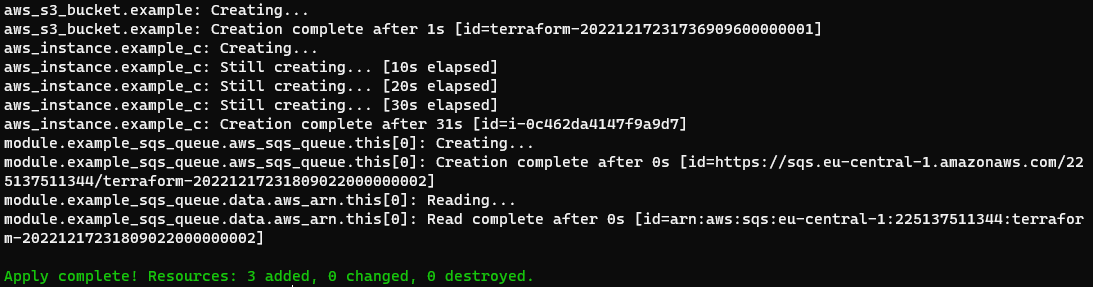 aws_s3_bucket.example: Creating...
aws_s3_bucket.example: Creation complete after 1s [id=terraform-20221217231736909600000001]
aws_instance.example_c: Creating...
aws_instance.example_c: Still creating... [10s elapsed]
aws_instance.example_c: Still creating... [20s elapsed]
aws_instance.example_c: Still creating... [30s elapsed]
aws_instance.example_c: Creation complete after 31s [id=i-0c462da4147f9a9d7]
module.example_sqs_queue.aws_sqs_queue.this[0]: Creating...
module.example_sqs_queue.aws_sqs_queue.this[0]: Creation complete after 0s [id=https://sqs.eu-central-1.amazonaws.com/22
5137511344/terraform-20221217231809022000000002]
module.example_sqs_queue.data.aws_arn.this[0]: Reading...
module.example_sqs_queue.data.aws_arn.this[0]: Read complete after 0s [id=arn:aws:sqs:eu-central-1:225137511344:terrafor
m-20221217231809022000000002]
Apply complete! Resources: 3 added, 0 changed, 0 destroyed.